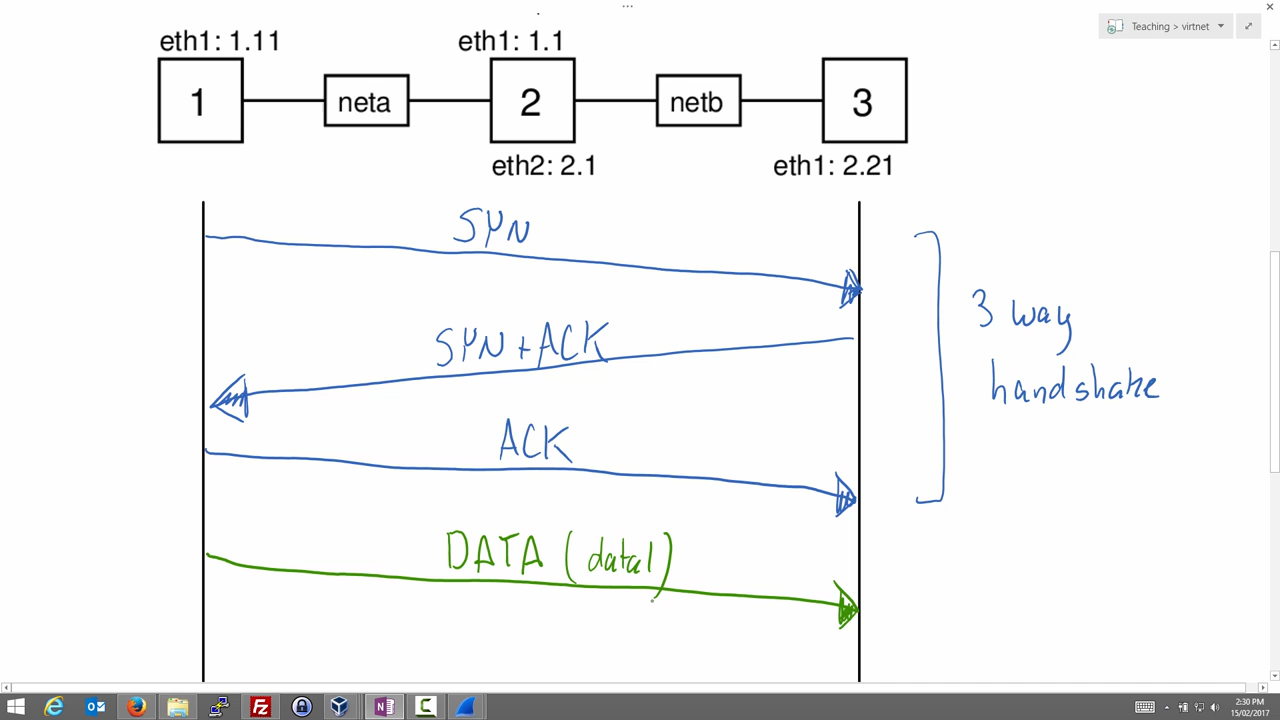 Teaching > virtnet
eth1: 1.11
eth1: 1.1
1
neta
2
netb
3
eth2: 2.1
eth1: 2.21
SYN
SYN+ACK
3 way
handshake
ACK
DATA (data1)
2:30 PM
15/02/2017